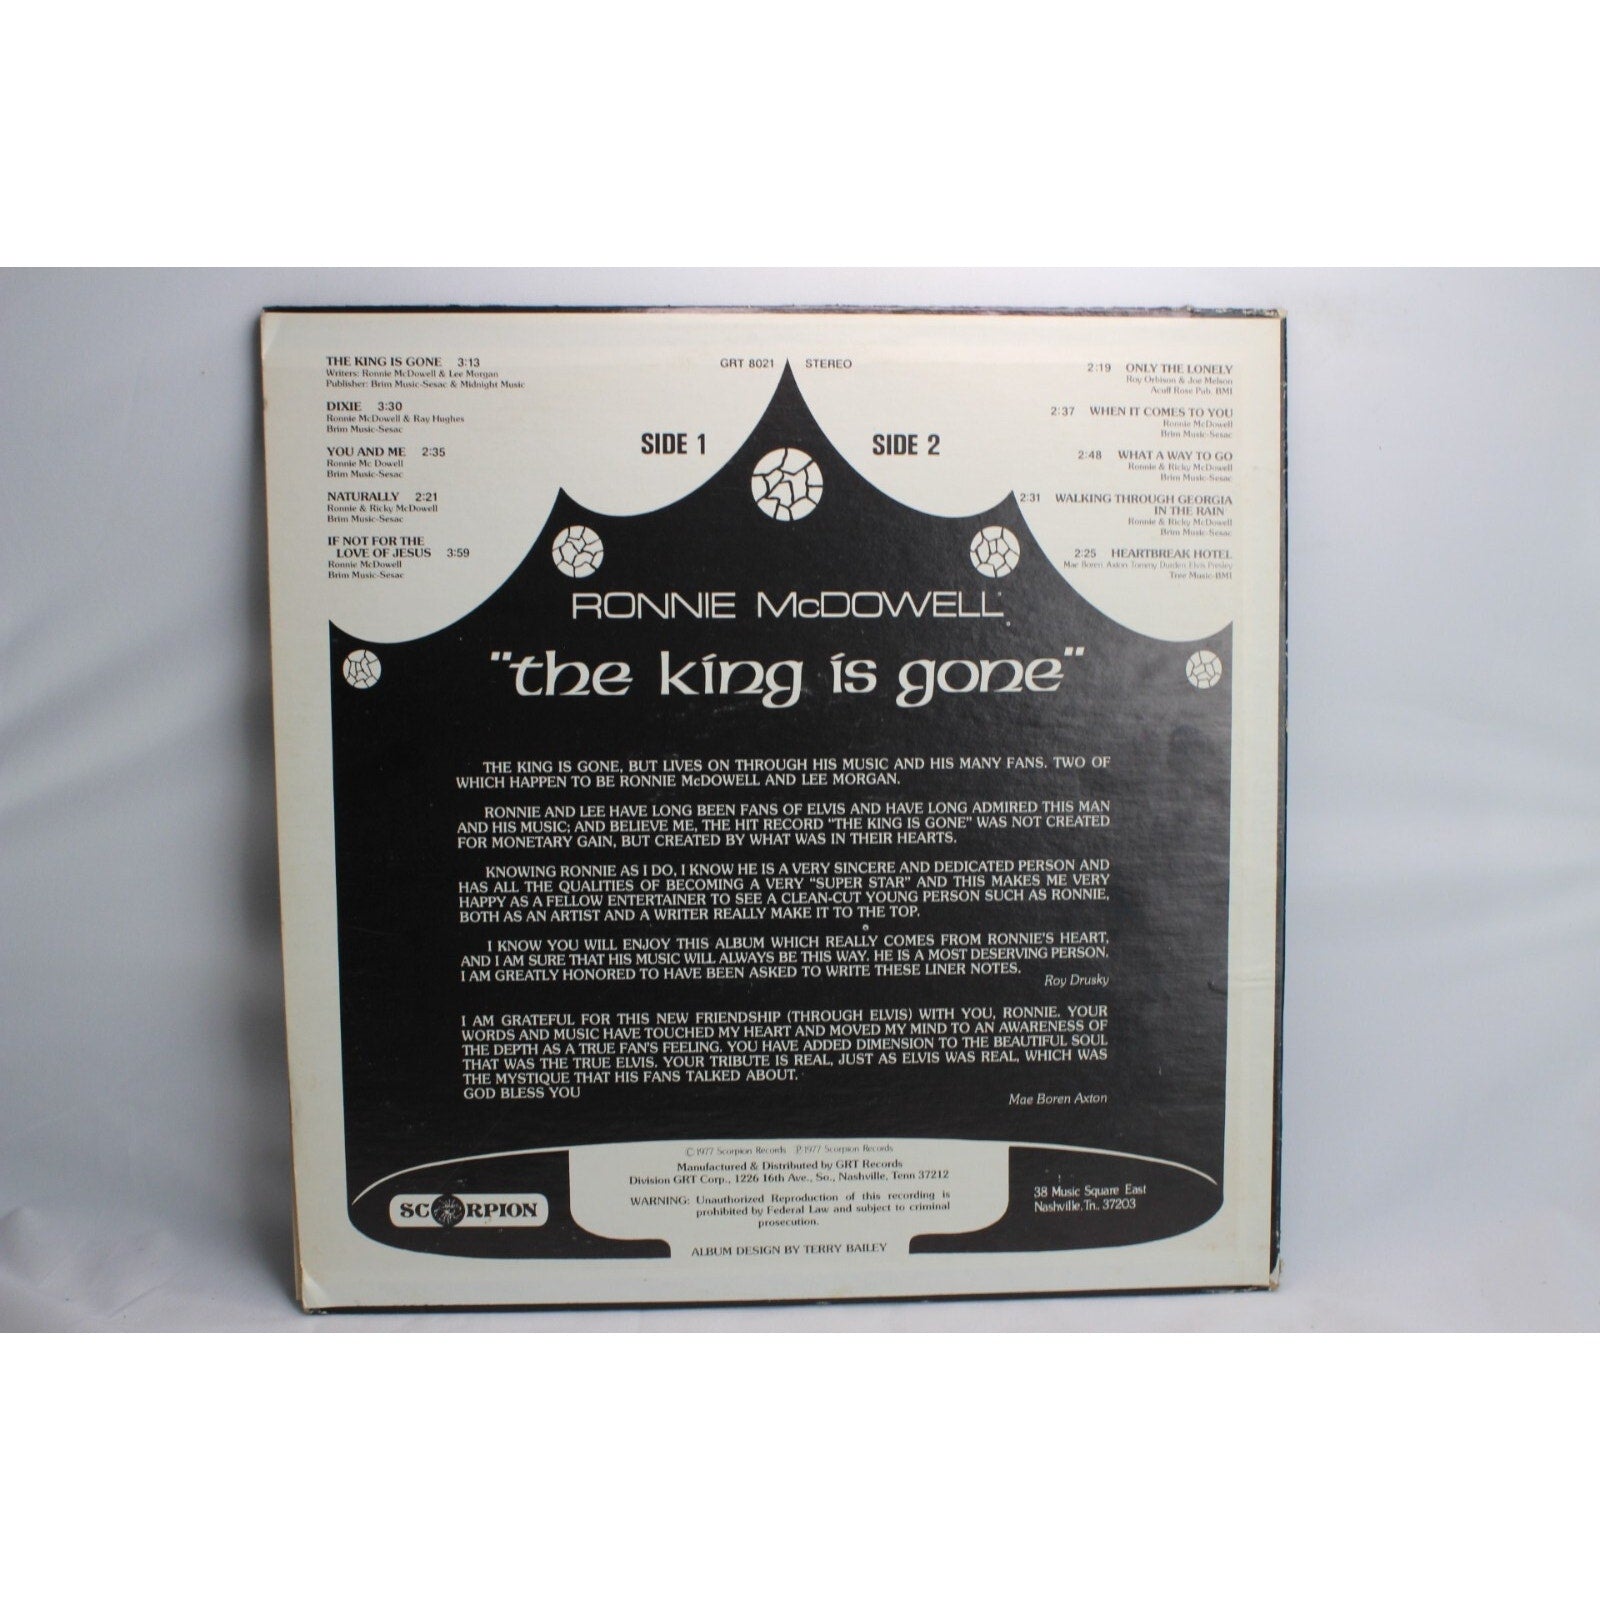 THE KING IS GONE 3:13
Writers: Ronnie McDowell & Lee Morgan
Publisher: Brim Music-Sesac & Midnight Music
DIXIE 3:30
Ronnie McDowell & Ray Hughes
Brim Music-Sesac
YOU AND ME 2:35
Ronnie Mc Dowell
Brim Music-Sesac
NATURALLY 2:21
Ronnie & Ricky McDowell
Brim Music-Sesac
IF NOT FOR THE
LOVE OF JESUS 3:59
Ronnie McDowell
Brim Music-Sesac
GRT 8021 STEREO
SIDE 1 SIDE 2
2:19 ONLY THE LONELY
Roy Orbison & Joe Melson
Acuff Rose Pub. BMI
2:37 WHEN IT COMES TO YOU
Ronnie McDowell
Brim Music-Sesac
2:48 WHAT A WAY TO GO
Ronnie & Ricky McDowell
Brim Music-Sesac
2:31 WALKING THROUGH GEORGIA
IN THE RAIN
Ronnie & Ricky McDowell
Brim Music-Sesac
2:25 HEARTBREAK HOTEL
Mae Boren Axton Tommy Durden Elvis Presley
Tree Music-BMI
RONNIE McDOWELL
"the king is gone"
THE KING IS GONE, BUT LIVES ON THROUGH HIS MUSIC AND HIS MANY FANS. TWO OF
WHICH HAPPEN TO BE RONNIE McDOWELL AND LEE MORGAN.
RONNIE AND LEE HAVE LONG BEEN FANS OF ELVIS AND HAVE LONG ADMIRED THIS MAN
AND HIS MUSIC; AND BELIEVE ME, THE HIT RECORD "THE KING IS GONE" WAS NOT CREATED
FOR MONETARY GAIN, BUT CREATED BY WHAT WAS IN THEIR HEARTS.
KNOWING RONNIE AS I DO, I KNOW HE IS A VERY SINCERE AND DEDICATED PERSON AND
HAS ALL THE QUALITIES OF BECOMING A VERY "SUPER STAR" AND THIS MAKES ME VERY
HAPPY AS A FELLOW ENTERTAINER TO SEE A CLEAN-CUT YOUNG PERSON SUCH AS RONNIE,
BOTH AS AN ARTIST AND A WRITER REALLY MAKE IT TO THE TOP.
I KNOW YOU WILL ENJOY THIS ALBUM WHICH REALLY COMES FROM RONNIE'S HEART,
AND I AM SURE THAT HIS MUSIC WILL ALWAYS BE THIS WAY. HE IS A MOST DESERVING PERSON.
I AM GREATLY HONORED TO HAVE BEEN ASKED TO WRITE THESE LINER NOTES.
Roy Drusky
I AM GRATEFUL FOR THIS NEW FRIENDSHIP (THROUGH ELVIS) WITH YOU, RONNIE. YOUR
WORDS AND MUSIC HAVE TOUCHED MY HEART AND MOVED MY MIND TO AN AWARENESS OF
THE DEPTH AS A TRUE FAN'S FEELING. YOU HAVE ADDED DIMENSION TO THE BEAUTIFUL SOUL
THAT WAS THE TRUE ELVIS. YOUR TRIBUTE IS REAL, JUST AS ELVIS WAS REAL, WHICH WAS
THE MYSTIQUE THAT HIS FANS TALKED ABOUT.
GOD BLESS YOU
Mae Boren Axton
© 1977 Scorpion Records P.1977 Scorpion Records
Manufactured & Distributed by GRT Records
Division GRT Corp., 1226 16th Ave., So., Nashville, Tenn 37212
WARNING: Unauthorized Reproduction of this recording is
prohibited by Federal Law and subject to criminal
prosecution.
SCORPION
38 Music Square East
Nashville, Tn. 37203
ALBUM DESIGN BY TERRY BAILEY